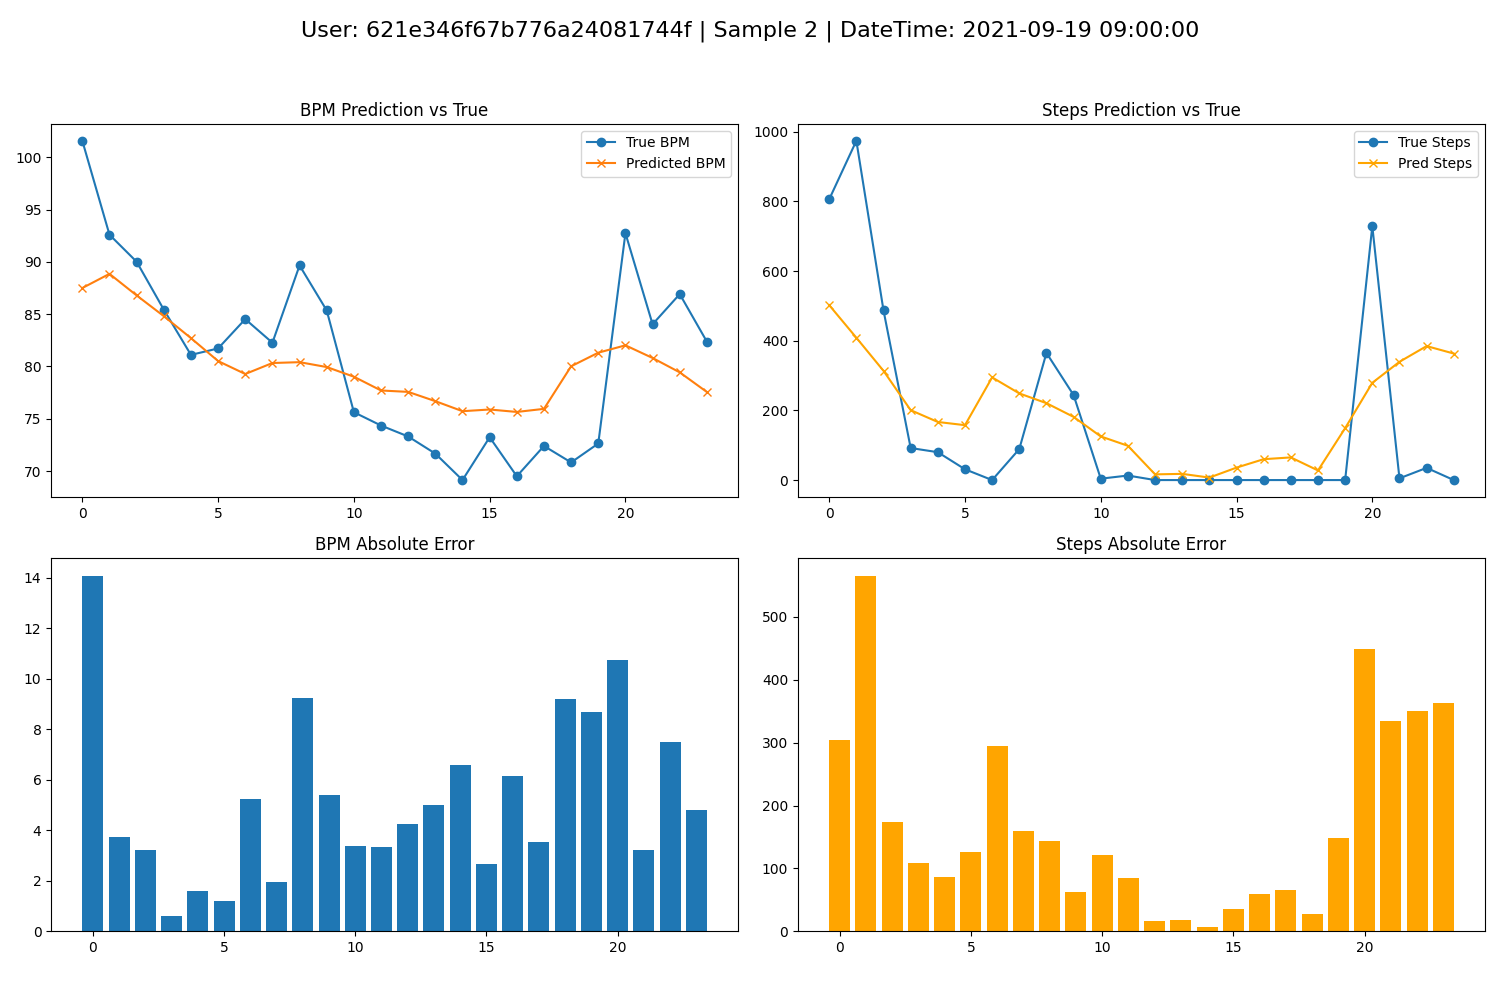 User: 621e346f67b776a24081744f | Sample 2 | DateTime: 2021-09-19 09:00:00
BPM Prediction vs True
True BPM
Predicted BPM
100
95
90
85
80
75
70
0 5 10 15 20
Steps Prediction vs True
True Steps
Pred Steps
1000
800
600
400
200
0
0 5 10 15 20
BPM Absolute Error
14
12
10
8
6
4
2
0
0 5 10 15 20
Steps Absolute Error
500
400
300
200
100
0
0 5 10 15 20